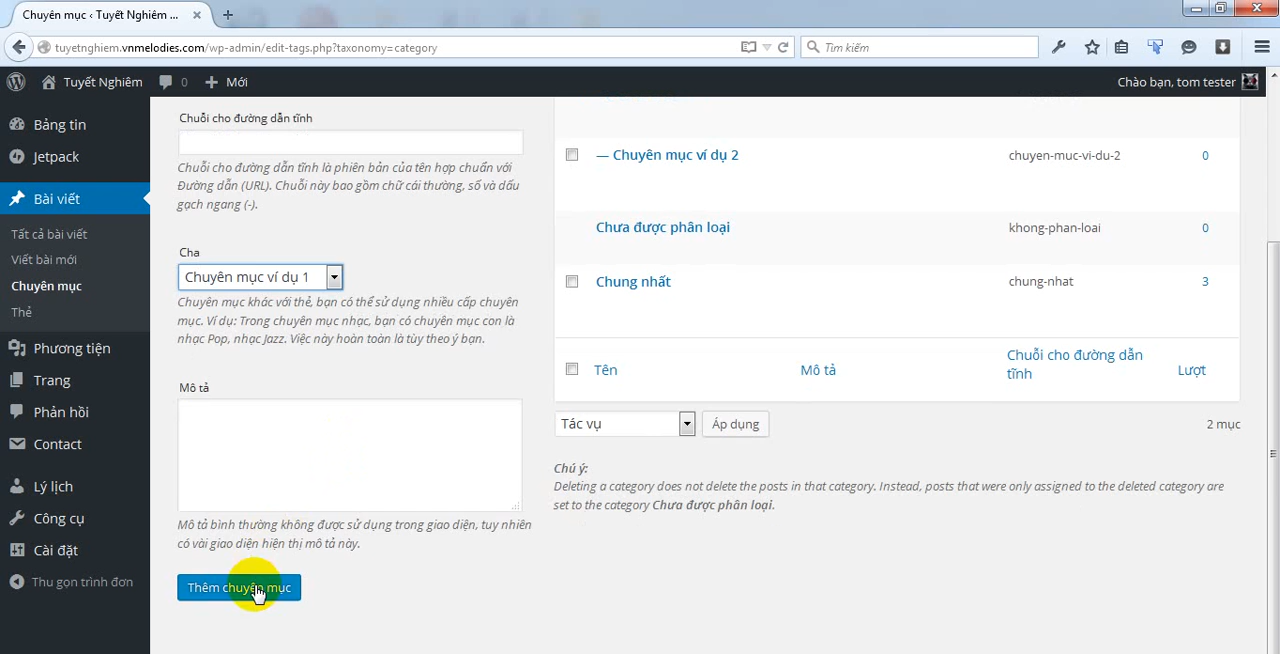 Chuyên mục ‹ Tuyết Nghiêm ...
tuyetnghiem.vnmelodies.com/wp-admin/edit-tags.php?taxonomy=category
Tìm kiếm
Tuyết Nghiêm
0
Mới
Chào bạn, tom tester
Bảng tin
Jetpack
Bài viết
Tất cả bài viết
Viết bài mới
Chuyên mục
Thẻ
Phương tiện
Trang
Phản hồi
Contact
Lý lịch
Công cụ
Cài đặt
Thu gọn trình đơn
Chuỗi cho đường dẫn tĩnh
Chuỗi cho đường dẫn tĩnh là phiên bản của tên hợp chuẩn với
Đường dẫn (URL). Chuỗi này bao gồm chữ cái thường, số và dấu
gạch ngang (-).
Cha
Chuyên mục ví dụ 1
Chuyên mục khác với thẻ, bạn có thể sử dụng nhiều cấp chuyên
mục. Ví dụ: Trong chuyên mục nhạc, bạn có chuyên mục con là
nhạc Pop, nhạc Jazz. Việc này hoàn toàn là tùy theo ý bạn.
Mô tả
Mô tả bình thường không được sử dụng trong giao diện, tuy nhiên
có vài giao diện hiện thị mô tả này.
Thêm chuyên mục
— Chuyên mục ví dụ 2
chuyen-muc-vi-du-2
0
Chưa được phân loại
khong-phan-loai
0
Chung nhất
chung-nhat
3
Tên
Mô tả
Chuỗi cho đường dẫn
tĩnh
Lượt
Tác vụ
Áp dụng
2 mục
Chú ý:
Deleting a category does not delete the posts in that category. Instead, posts that were only assigned to the deleted category are
set to the category Chưa được phân loại.